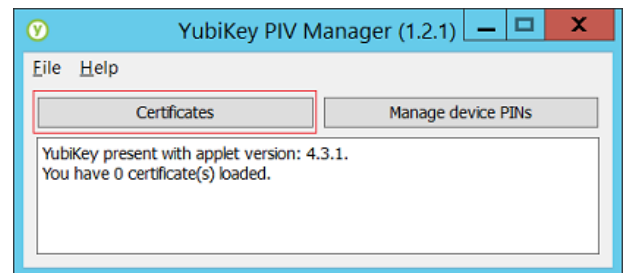 YubiKey PIV Manager (1.2.1)
File Help
Certificates Manage device PINs
YubiKey present with applet version: 4.3.1.
You have 0 certificate(s) loaded.